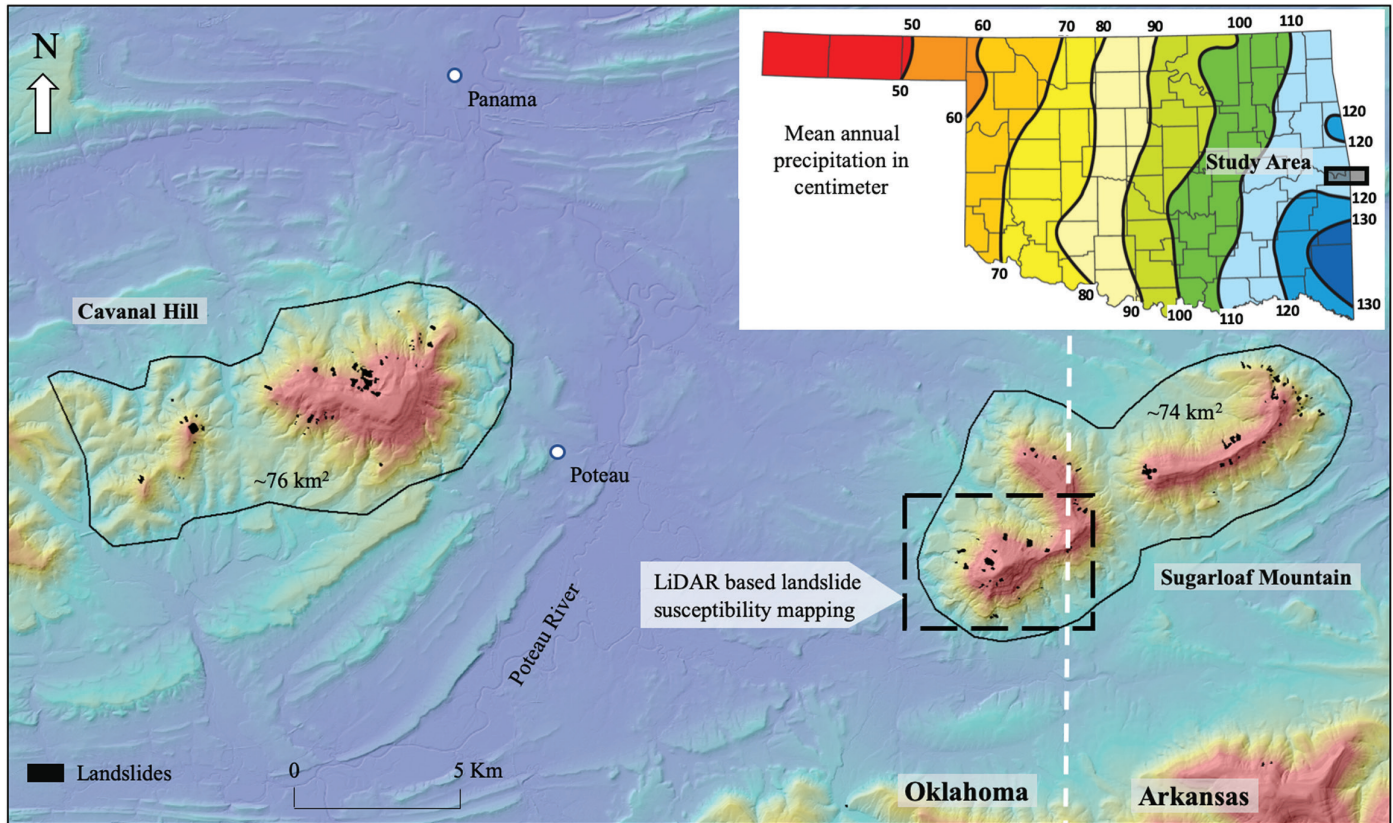 N
Panama
Mean annual
precipitation in
centimeter
50
60
70
80
90
100
110
50
60
120
120
Study Area
120
130
70
80
90
100
110
120
130
Cavanal Hill
~76 km²
Poteau
~74 km²
LiDAR based landslide
susceptibility mapping
Sugarloaf Mountain
Poteau River
Landslides
0
5 Km
Oklahoma
Arkansas